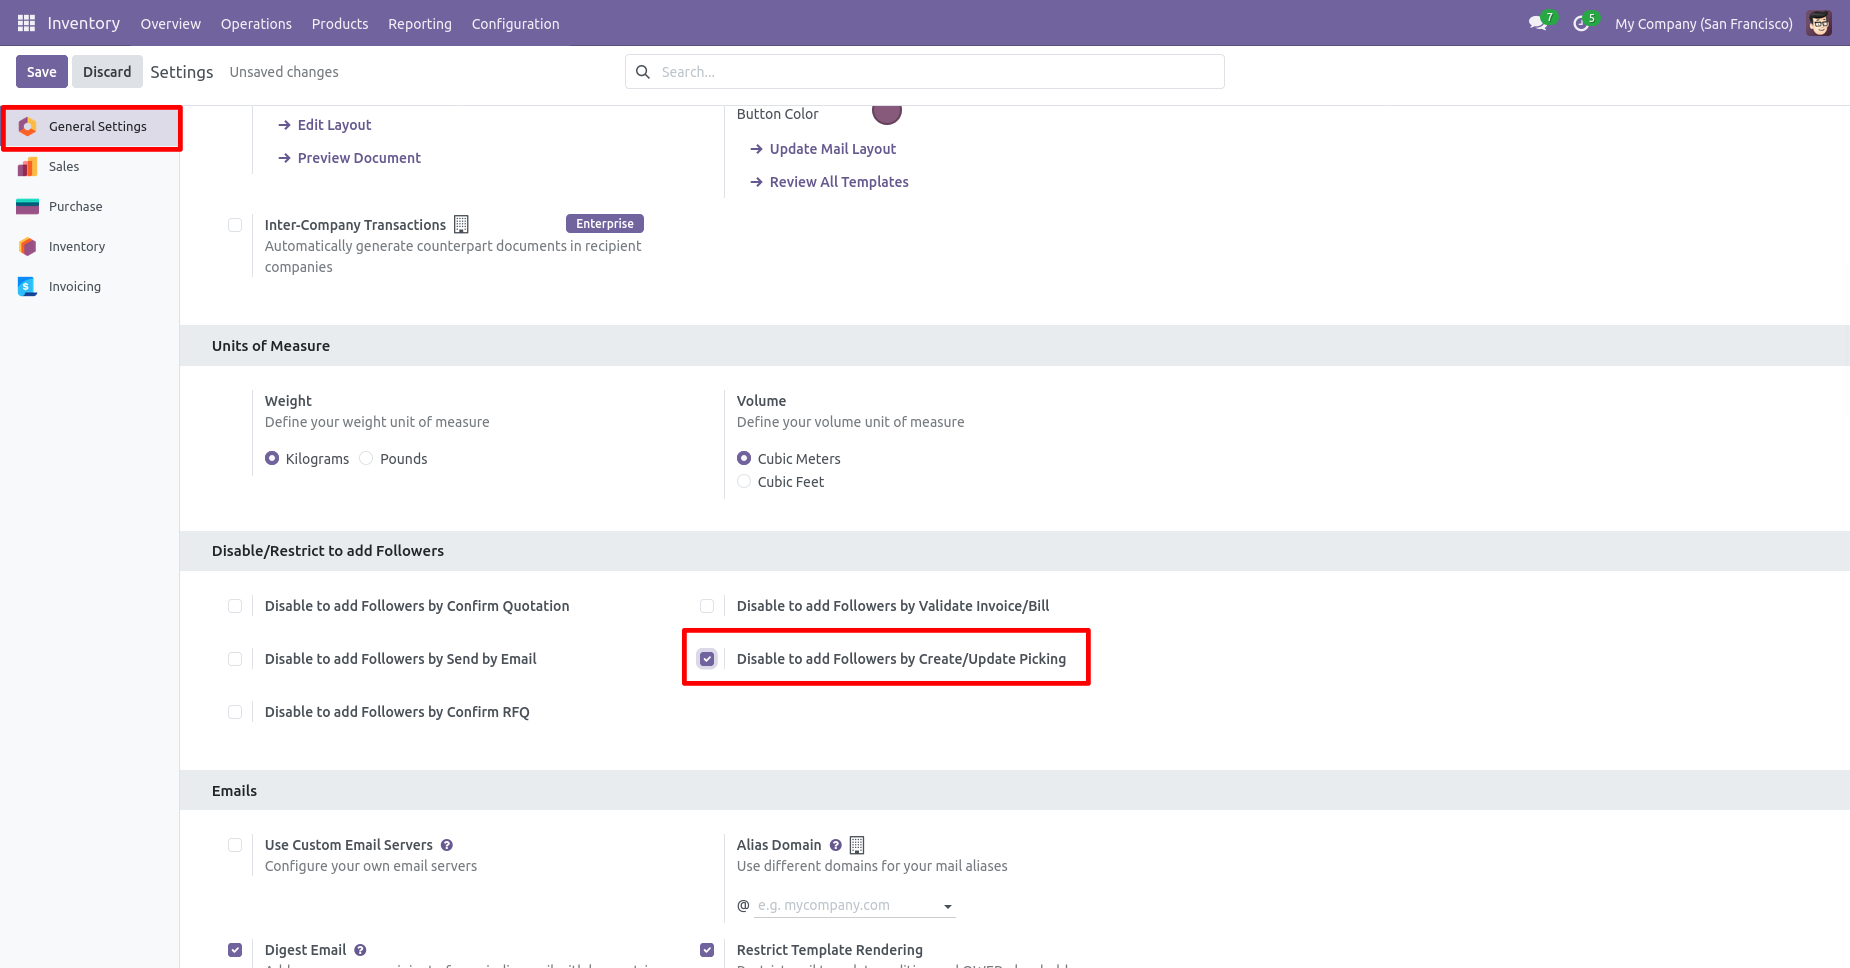 Inventory Overview Operations Products Reporting Configuration 7 5 My Company (San Francisco)
Save Discard Settings Unsaved changes Search...
General Settings
Sales
Purchase
Inventory
Invoicing
Edit Layout
Preview Document
Button Color
Update Mail Layout
Review All Templates
Inter-Company Transactions Enterprise
Automatically generate counterpart documents in recipient
companies
Units of Measure
Weight
Define your weight unit of measure
Kilograms Pounds
Volume
Define your volume unit of measure
Cubic Meters
Cubic Feet
Disable/Restrict to add Followers
Disable to add Followers by Confirm Quotation
Disable to add Followers by Validate Invoice/Bill
Disable to add Followers by Send by Email
Disable to add Followers by Create/Update Picking
Disable to add Followers by Confirm RFQ
Emails
Use Custom Email Servers ?
Configure your own email servers
Alias Domain ?
Use different domains for your mail aliases
@ e.g. mycompany.com
Digest Email ?
Restrict Template Rendering